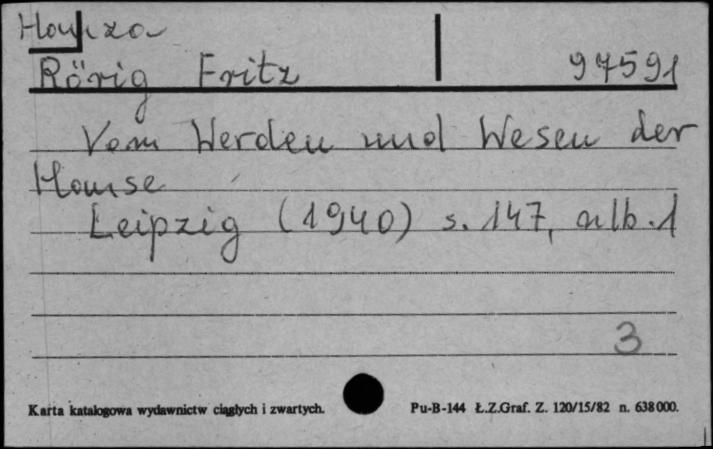 Hanza
Rörig Fritz 97591
Vom Werden und Wesen der
Hanse
Leipzig (1940) s. 147, nlb. 1
3
Karta katalogowa wydawnictw ciągłych i zwartych. Pu-B-144 Ł.Z.Graf. Z. 120/15/82 n. 638000.